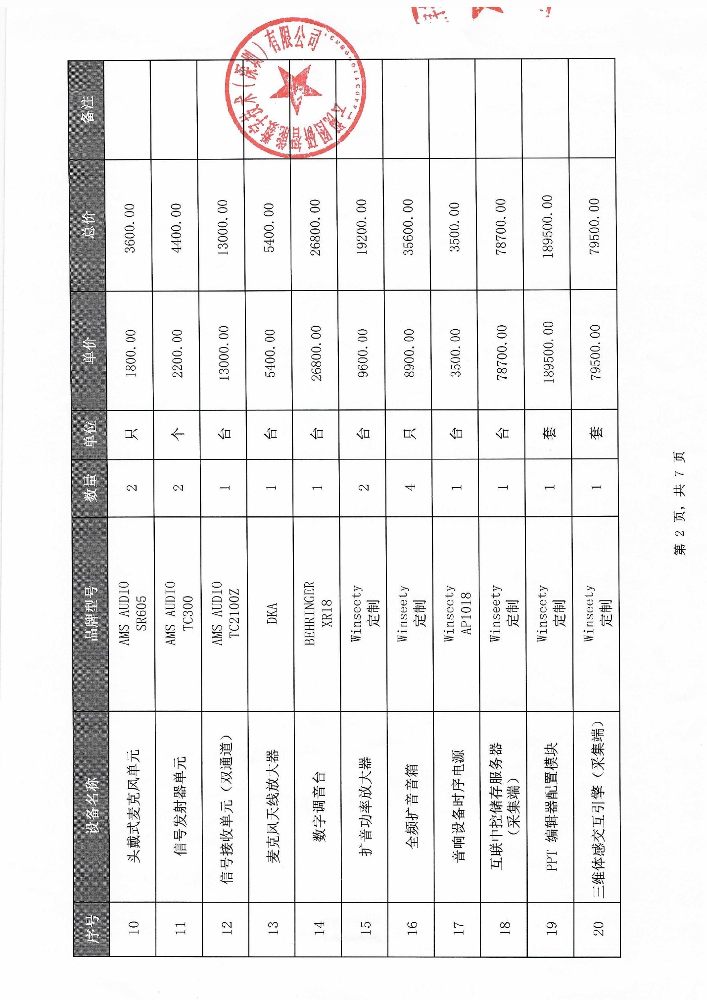 序号 设备名称 品牌型号 数量 单位 单价 总价 备注
10 头戴式麦克风单元 AMS AUDIO SR605 2 只 1800.00 3600.00
11 信号发射器单元 AMS AUDIO TC300 2 个 2200.00 4400.00
12 信号接收单元（双通道） AMS AUDIO TC2100Z 1 台 13000.00 13000.00
13 麦克风天线放大器 DKA 1 台 5400.00 5400.00
14 数字调音台 BEHRINGER XR18 1 台 26800.00 26800.00
15 扩音功率放大器 Winseety 定制 2 台 9600.00 19200.00
16 全频扩音音箱 Winseety 定制 4 只 8900.00 35600.00
17 音响设备时序电源 Winseety AP1018 1 台 3500.00 3500.00
18 互联中控储存服务器（采集端） Winseety 定制 1 台 78700.00 78700.00
19 PPT 编辑器配置模块 Winseety 定制 1 套 189500.00 189500.00
20 三维体感交互引擎（采集端） Winseety 定制 1 套 79500.00 79500.00
智能数字技术（深圳）有限公司
第 2 页，共 7 页